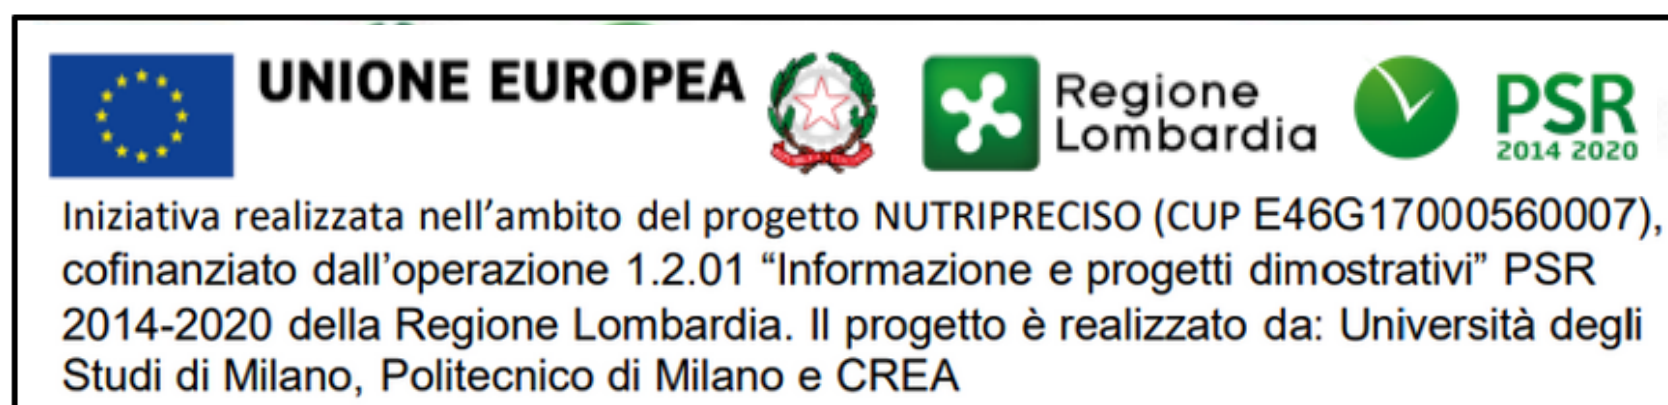 UNIONE EUROPEA
Regione
Lombardia
PSR
2014 2020
Iniziativa realizzata nell’ambito del progetto NUTRIPRECISO (CUP E46G17000560007),
cofinanziato dall’operazione 1.2.01 “Informazione e progetti dimostrativi” PSR
2014-2020 della Regione Lombardia. Il progetto è realizzato da: Università degli
Studi di Milano, Politecnico di Milano e CREA